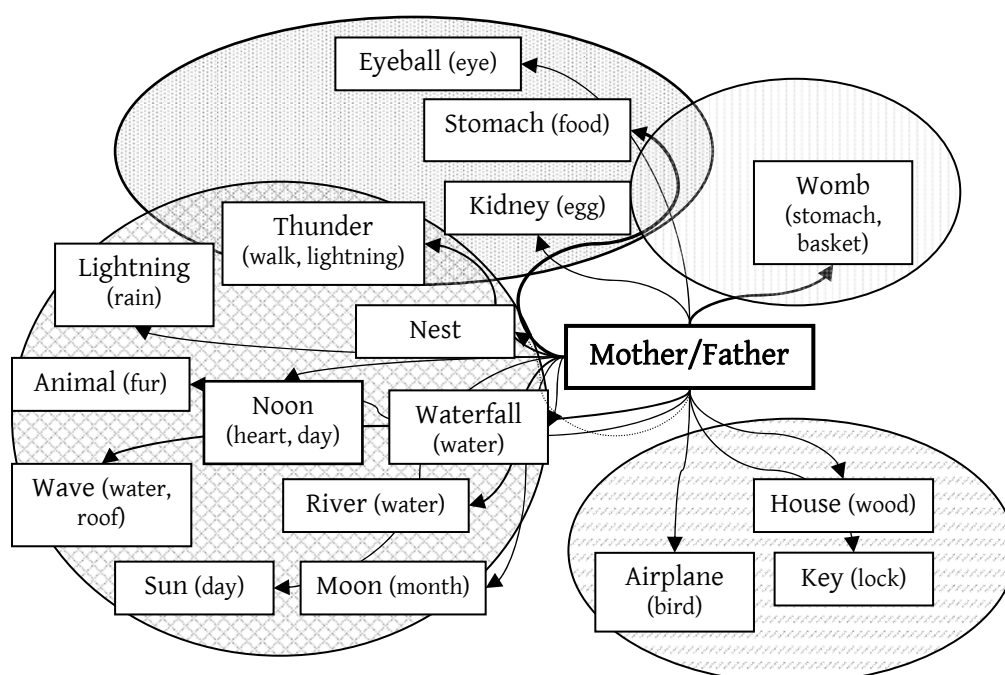 Eyeball (eye)
Stomach (food)
Kidney (egg)
Womb
(stomach,
basket)
Thunder
(walk, lightning)
Lightning
(rain)
Nest
Mother/Father
Animal (fur)
Noon
(heart, day)
Waterfall
(water)
Wave (water,
roof)
River (water)
House (wood)
Sun (day)
Moon (month)
Airplane
(bird)
Key (lock)